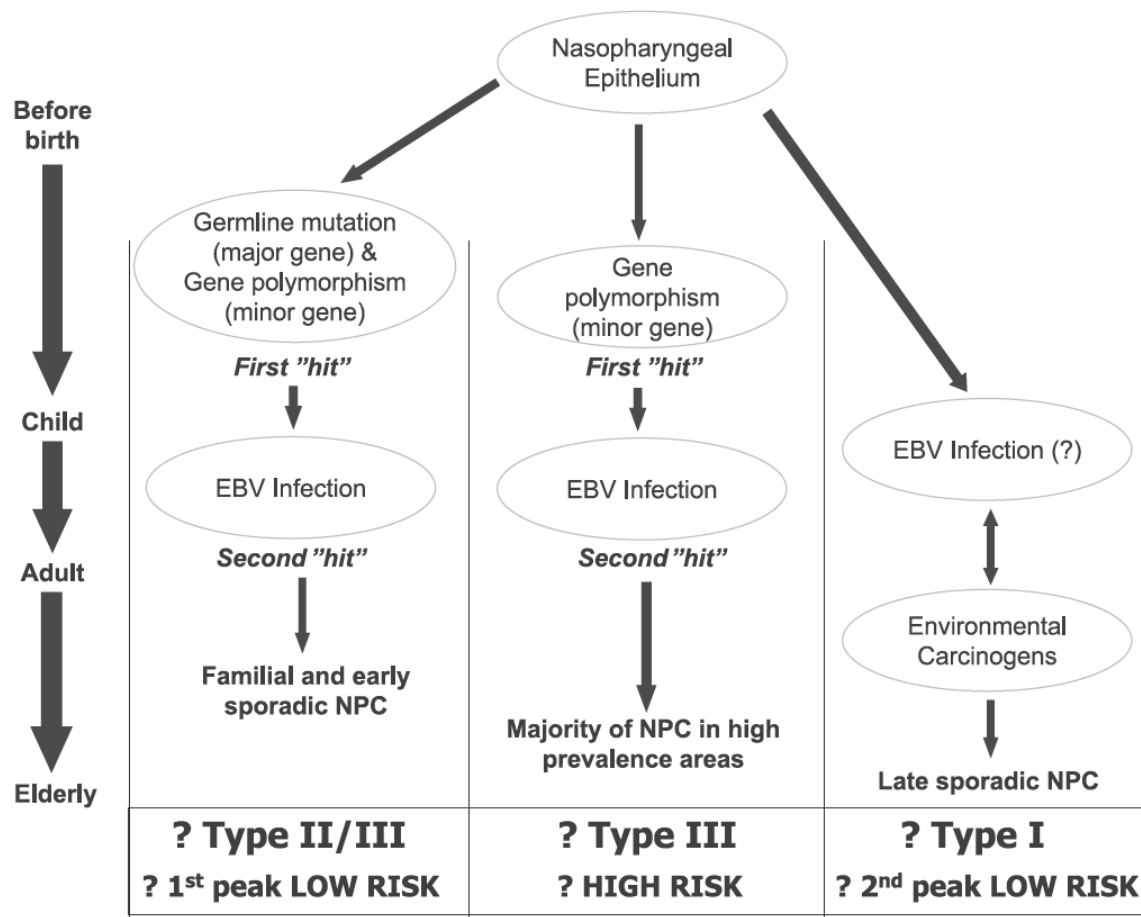 Nasopharyngeal
Epithelium
Before
birth
Child
Adult
Elderly
Germline mutation
(major gene) &
Gene polymorphism
(minor gene)
First ”hit”
EBV Infection
Second ”hit”
Familial and early
sporadic NPC
? Type II/III
? 1st peak LOW RISK
Gene
polymorphism
(minor gene)
First ”hit”
EBV Infection
Second ”hit”
Majority of NPC in high
prevalence areas
? Type III
? HIGH RISK
EBV Infection (?)
Environmental
Carcinogens
Late sporadic NPC
? Type I
? 2nd peak LOW RISK